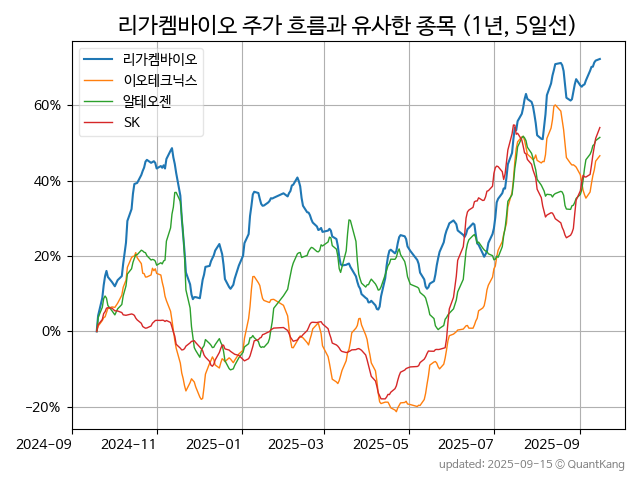 리가켐바이오 주가 흐름과 유사한 종목 (1년, 5일선)
리가켐바이오
이오테크닉스
알테오젠
SK
60%
40%
20%
0%
−20%
2024-09
2024-11
2025-01
2025-03
2025-05
2025-07
2025-09
updated: 2025-09-15 © QuantKang